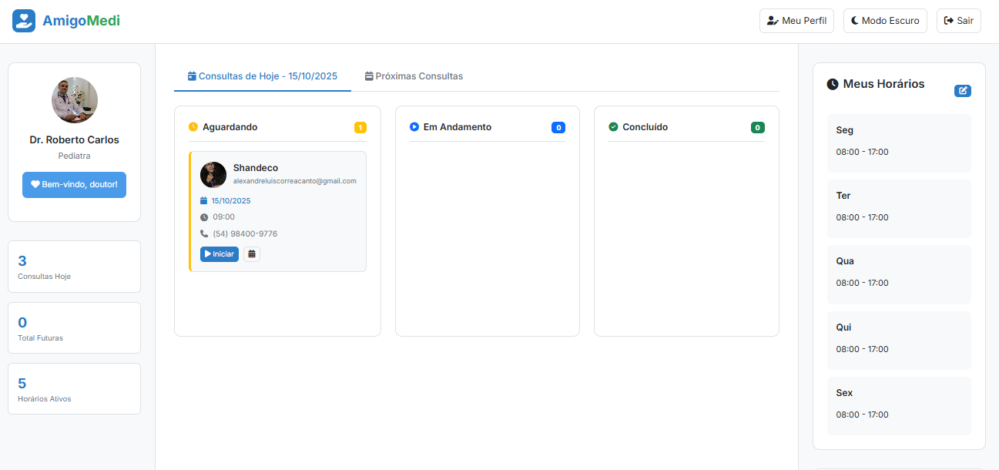 AmigoMedi
Meu Perfil
Modo Escuro
Sair
Dr. Roberto Carlos
Pediatra
Bem-vindo, doutor!
3
Consultas Hoje
0
Total Futuras
5
Horários Ativos
Consultas de Hoje - 15/10/2025
Próximas Consultas
Aguardando
1
Shandeco
alexandreluiscorreacanto@gmail.com
15/10/2025
09:00
(54) 98400-9776
Iniciar
Em Andamento
0
Concluído
0
Meus Horários
Seg
08:00 - 17:00
Ter
08:00 - 17:00
Qua
08:00 - 17:00
Qui
08:00 - 17:00
Sex
08:00 - 17:00